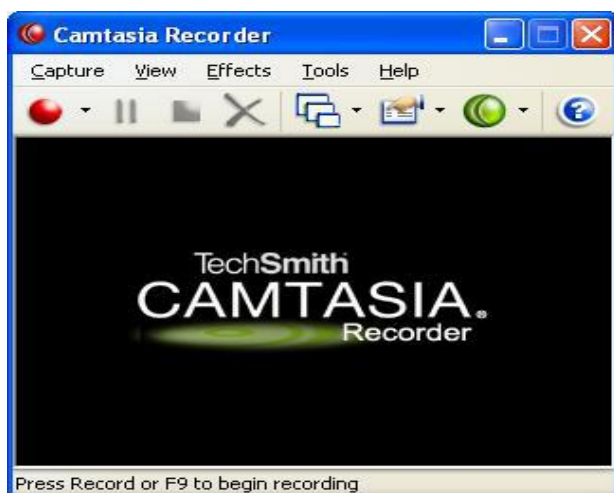 Camtasia Recorder
Capture View Effects Tools Help
TechSmith
CAMTASIA®
Recorder
Press Record or F9 to begin recording